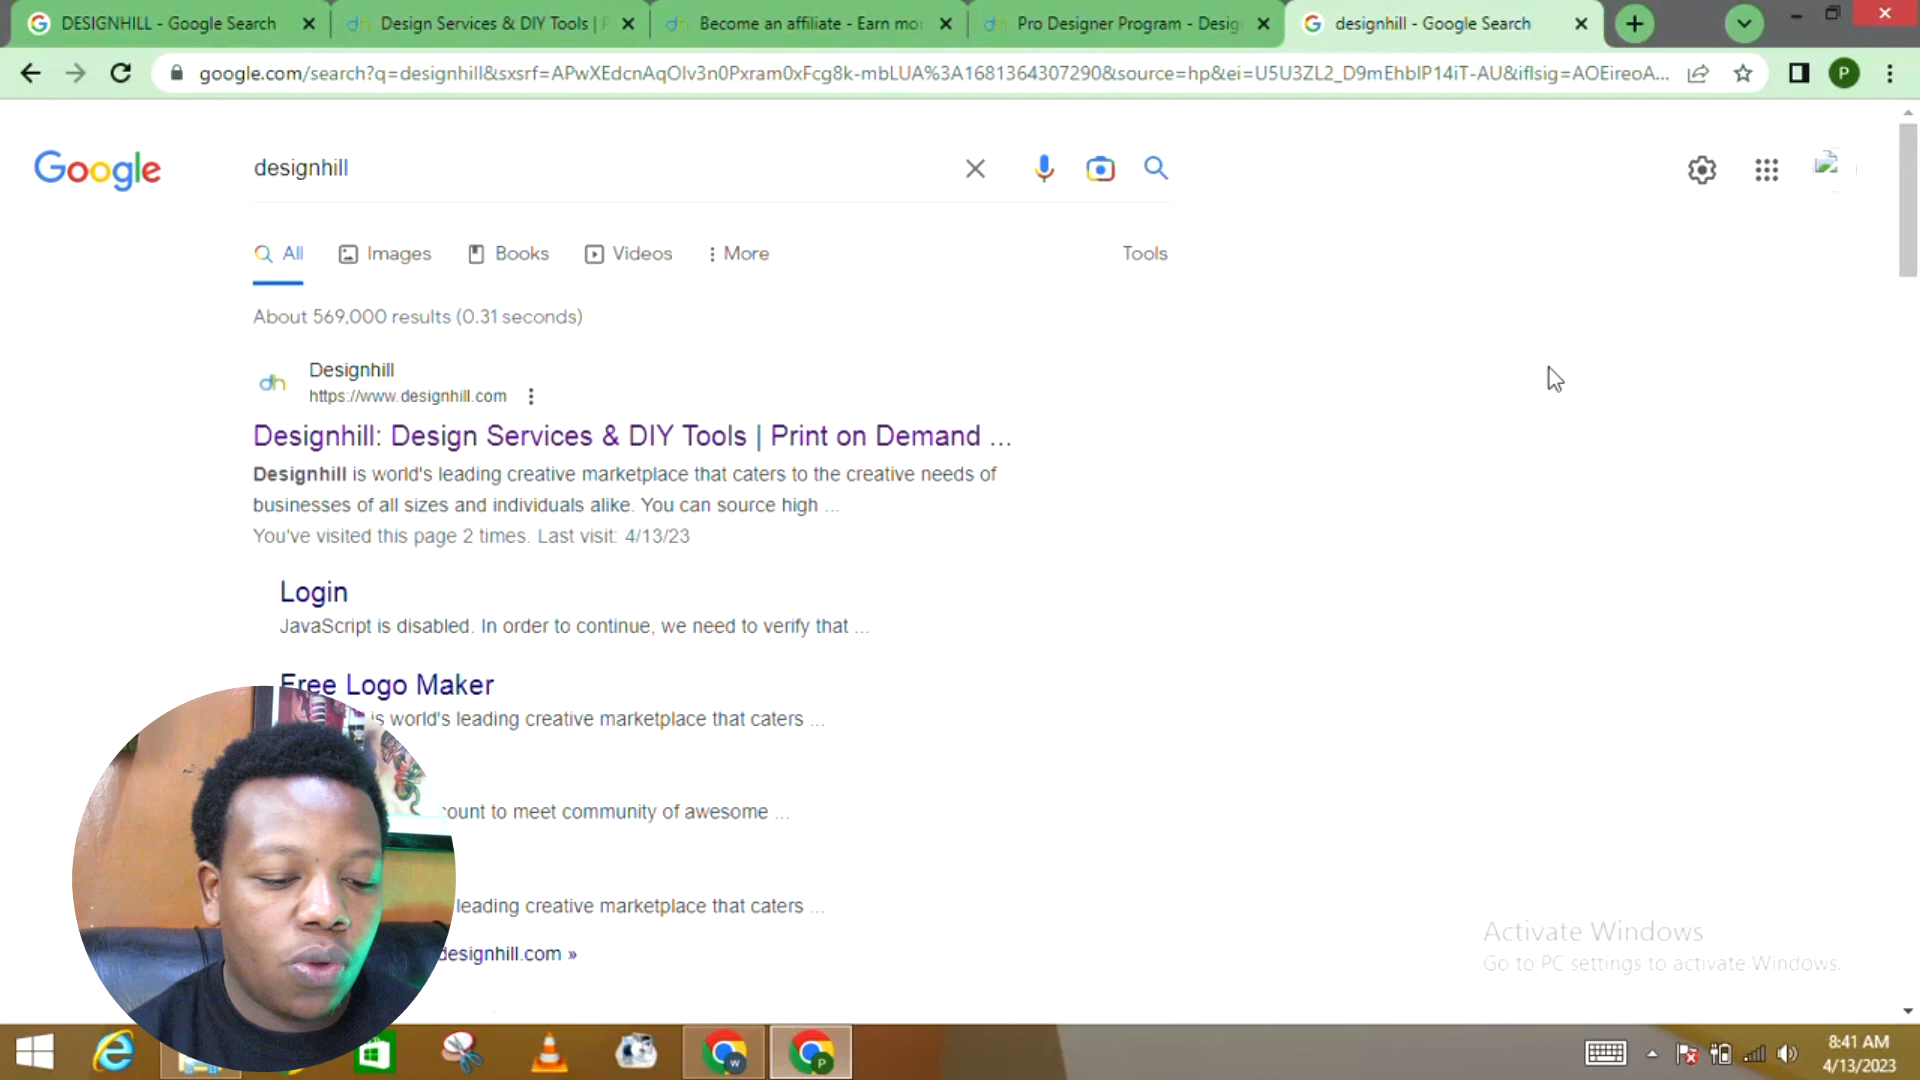 DESIGNHILL - Google Search
Design Services & DIY Tools | P
Become an affiliate - Earn mo
Pro Designer Program - Desig
designhill - Google Search
google.com/search?q=designhill&sxsrf=APwXEdcnAqOlv3n0Pxram0xFcg8k-mbLUA%3A1681364307290&source=hp&ei=U5U3ZL2_D9mEhbIP14iT-AU&iflsig=AOEireoA...
P
Google
designhill
All
Images
Books
Videos
More
Tools
About 569,000 results (0.31 seconds)
dh
Designhill
https://www.designhill.com
Designhill: Design Services & DIY Tools | Print on Demand ...
Designhill is world's leading creative marketplace that caters to the creative needs of
businesses of all sizes and individuals alike. You can source high ...
You've visited this page 2 times. Last visit: 4/13/23
Login
JavaScript is disabled. In order to continue, we need to verify that ...
Free Logo Maker
is world's leading creative marketplace that caters ...
count to meet community of awesome ...
leading creative marketplace that caters ...
designhill.com »
Activate Windows
Go to PC settings to activate Windows.
W
P
8:41 AM
4/13/2023